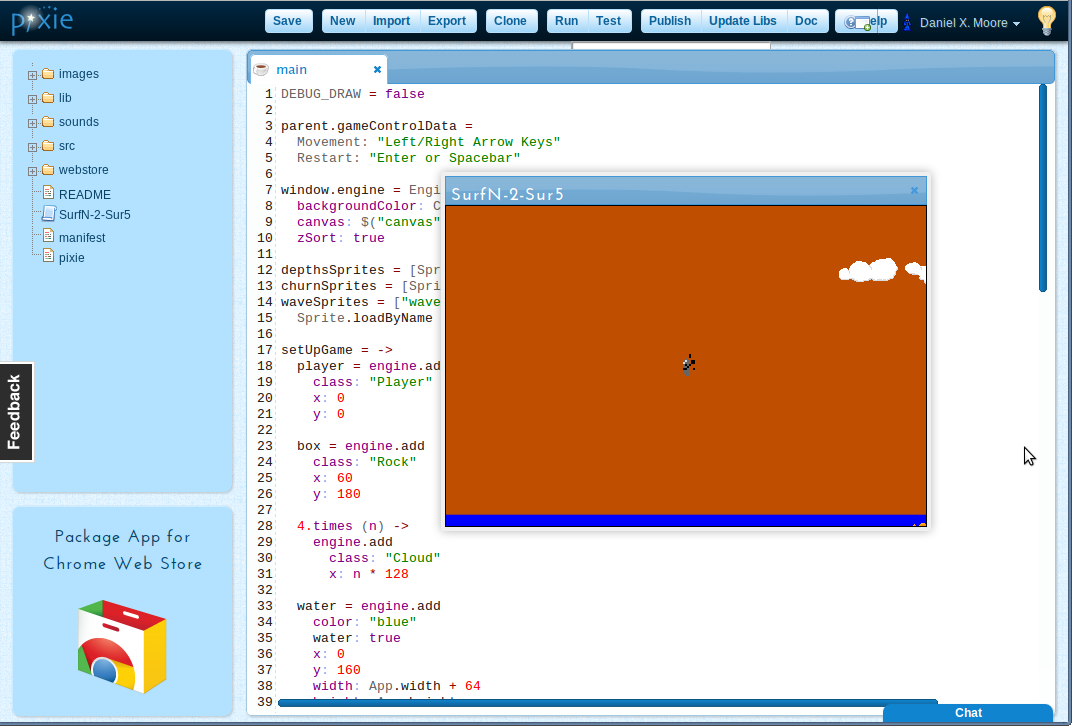 pixie
Save New Import Export Clone Run Test Publish Update Libs Doc Daniel X. Moore
images
lib
sounds
src
webstore
README
SurfN-2-Sur5
manifest
pixie
Feedback
Package App for
Chrome Web Store
main
1 DEBUG_DRAW = false
2
3 parent.gameControlData =
4 Movement: "Left/Right Arrow Keys"
5 Restart: "Enter or Spacebar"
6
7 window.engine = Engi
8 backgroundColor: C
9 canvas: $("canvas"
10 zSort: true
11
12 depthsSprites = [Spr
13 churnSprites = [Spri
14 waveSprites = ["wave
15 Sprite.loadByName
16
17 setUpGame = ->
18 player = engine.ad
19 class: "Player"
20 x: 0
21 y: 0
22
23 box = engine.add
24 class: "Rock"
25 x: 60
26 y: 180
27
28 4.times (n) ->
29 engine.add
30 class: "Cloud"
31 x: n * 128
32
33 water = engine.add
34 color: "blue"
35 water: true
36 x: 0
37 y: 160
38 width: App.width + 64
39
SurfN-2-Sur5
Chat